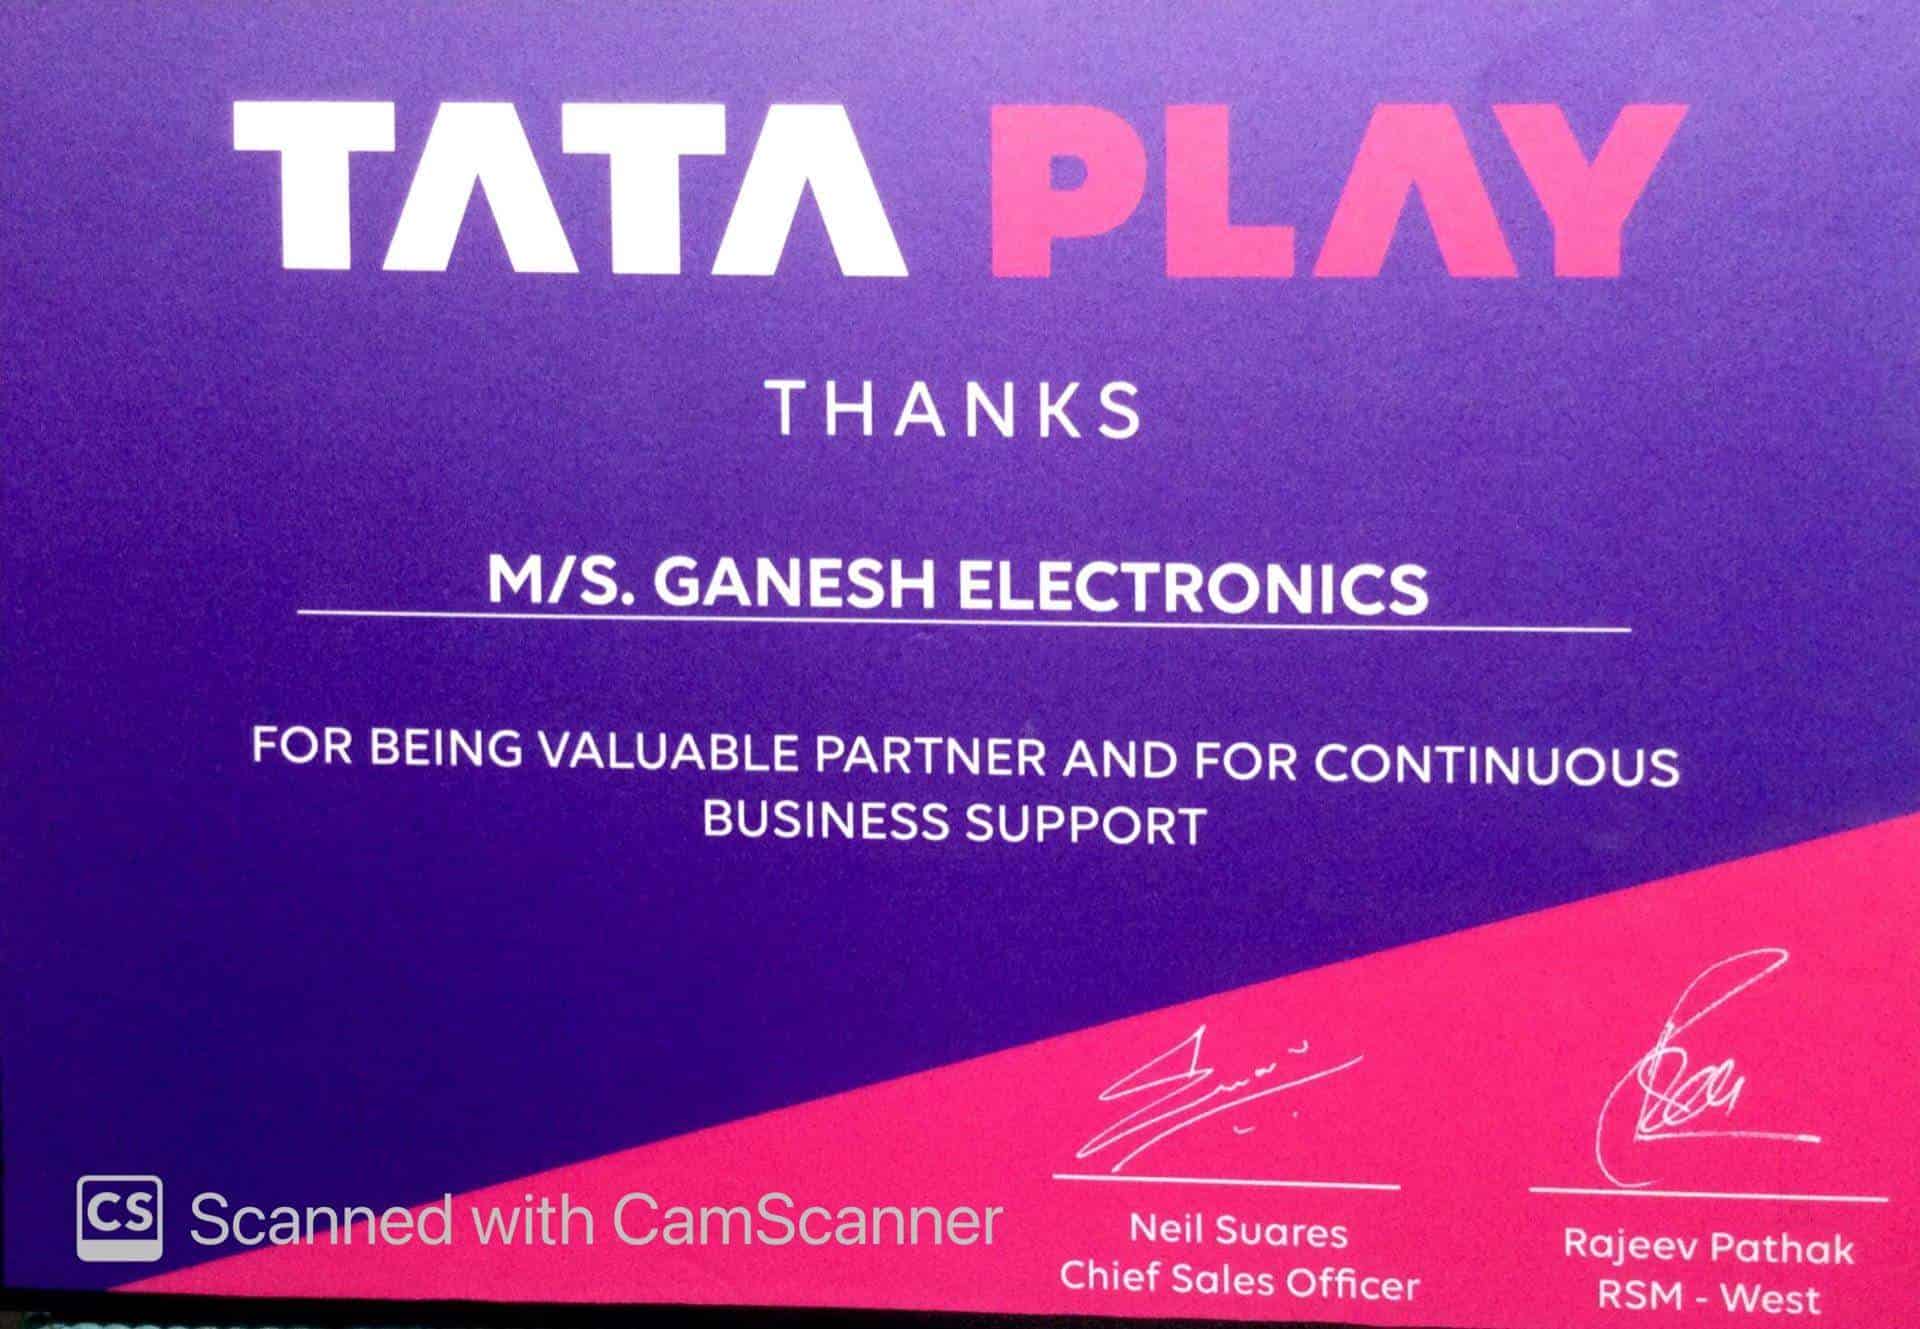 TATA PLAY
THANKS
M/S. GANESH ELECTRONICS
FOR BEING VALUABLE PARTNER AND FOR CONTINUOUS
BUSINESS SUPPORT
Neil Suares
Chief Sales Officer
Rajeev Pathak
RSM - West
CS Scanned with CamScanner